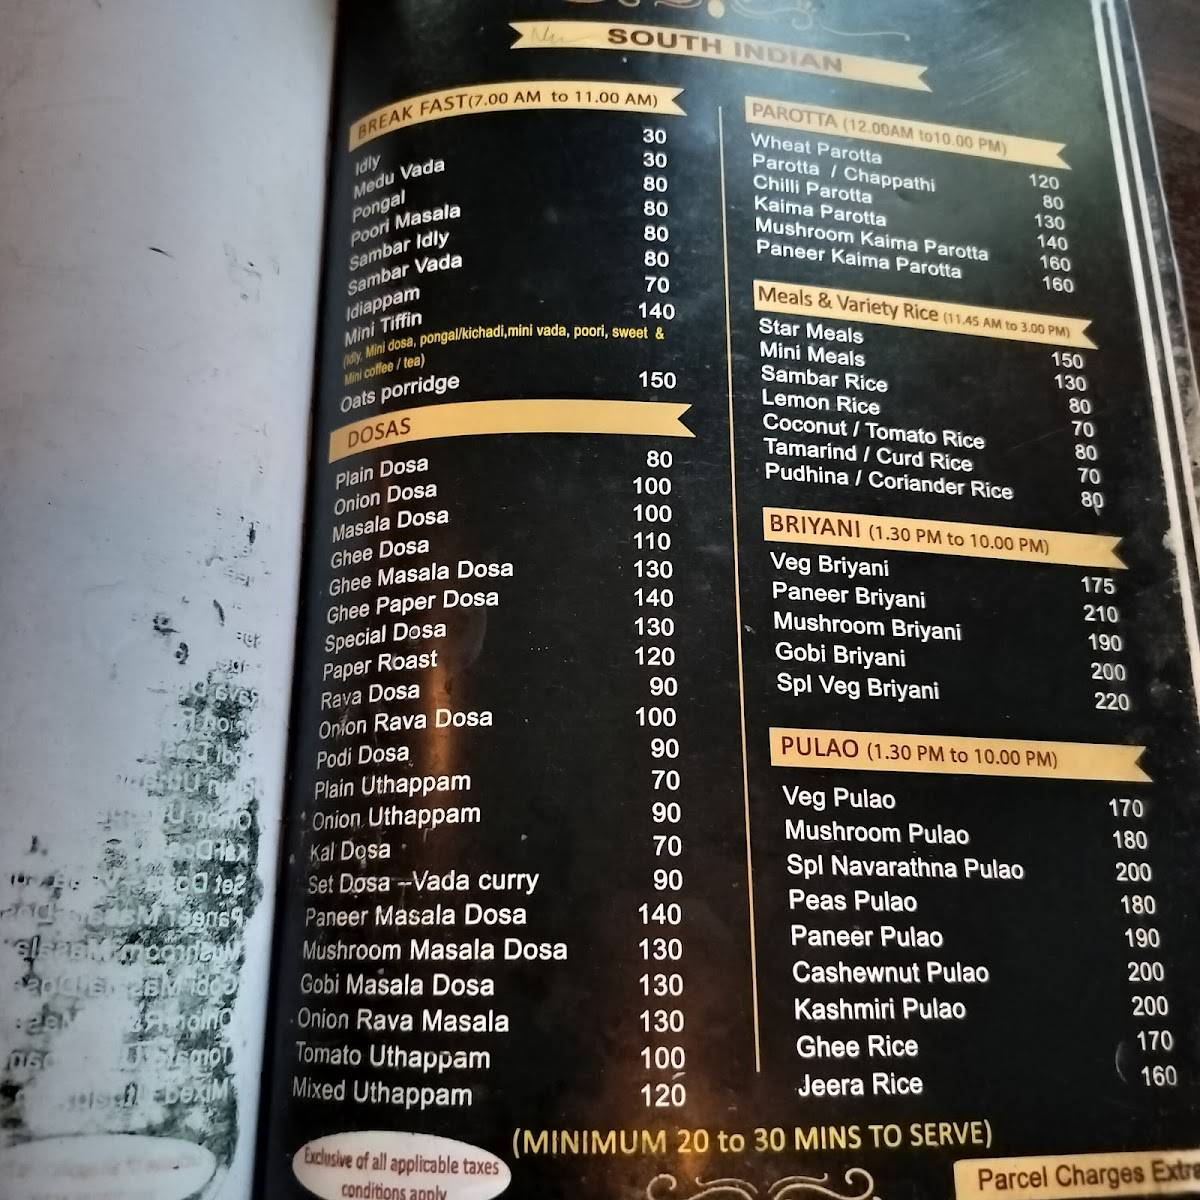 SOUTH INDIAN
BREAK FAST(7.00 AM to 11.00 AM)
Idly 30
Medu Vada 30
Pongal 80
Poori Masala 80
Sambar Idly 80
Sambar Vada 80
Idiappam 70
Mini Tiffin 140
(Idly, Mini dosa, pongal/kichadi,mini vada, poori, sweet &
Mini coffee / tea)
Oats porridge 150
DOSAS
Plain Dosa 80
Onion Dosa 100
Masala Dosa 100
Ghee Dosa 110
Ghee Masala Dosa 130
Ghee Paper Dosa 140
Special Dosa 130
Paper Roast 120
Rava Dosa 90
Onion Rava Dosa 100
Podi Dosa 90
Plain Uthappam 70
Onion Uthappam 90
Kal Dosa 70
Set Dosa –Vada curry 90
Paneer Masala Dosa 140
Mushroom Masala Dosa 130
Gobi Masala Dosa 130
Onion Rava Masala 130
Tomato Uthappam 100
Mixed Uthappam 120
PAROTTA (12.00AM to10.00 PM)
Wheat Parotta 120
Parotta / Chappathi 80
Chilli Parotta 130
Kaima Parotta 140
Mushroom Kaima Parotta 160
Paneer Kaima Parotta 160
Meals & Variety Rice (11.45 AM to 3.00 PM)
Star Meals 150
Mini Meals 130
Sambar Rice 80
Lemon Rice 70
Coconut / Tomato Rice 80
Tamarind / Curd Rice 70
Pudhina / Coriander Rice 80
BRIYANI (1.30 PM to 10.00 PM)
Veg Briyani 175
Paneer Briyani 210
Mushroom Briyani 190
Gobi Briyani 200
Spl Veg Briyani 220
PULAO (1.30 PM to 10.00 PM)
Veg Pulao 170
Mushroom Pulao 180
Spl Navarathna Pulao 200
Peas Pulao 180
Paneer Pulao 190
Cashewnut Pulao 200
Kashmiri Pulao 200
Ghee Rice 170
Jeera Rice 160
(MINIMUM 20 to 30 MINS TO SERVE)
Exclusive of all applicable taxes
conditions apply
Parcel Charges Extra